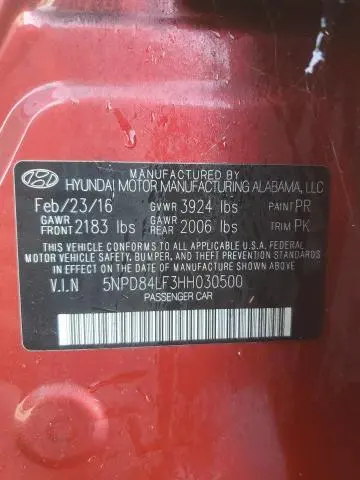 MANUFACTURED BY
HYUNDAI MOTOR MANUFACTURING ALABAMA, LLC
Feb/23/16 GVWR 3924 lbs PAINT PR
GAWR FRONT 2183 lbs GAWR REAR 2006 lbs TRIM PK
THIS VEHICLE CONFORMS TO ALL APPLICABLE U.S.A. FEDERAL
MOTOR VEHICLE SAFETY, BUMPER, AND THEFT PREVENTION
STANDARDS IN EFFECT ON THE DATE OF MANUFACTURE
SHOWN ABOVE.
V.I.N 5NPD84LF3HH030500
PASSENGER CAR